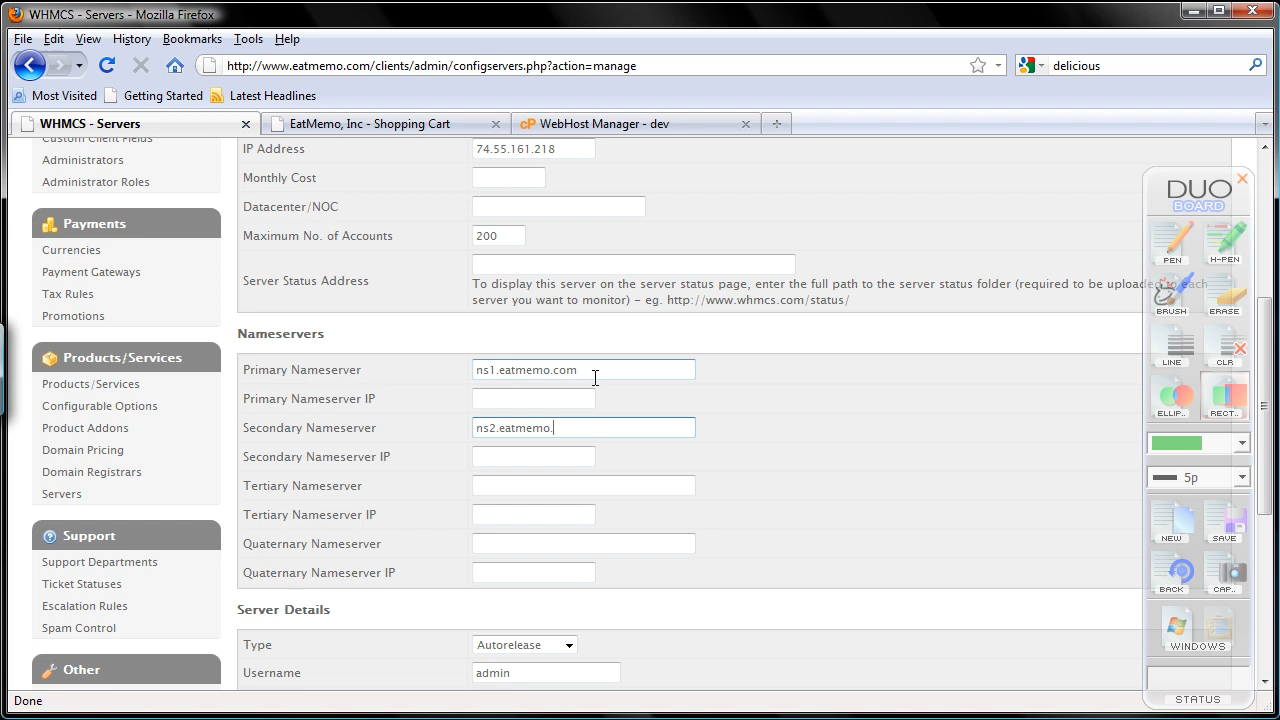 WHMCS - Servers - Mozilla Firefox
File Edit View History Bookmarks Tools Help
http://www.eatmemo.com/clients/admin/configservers.php?action=manage
delicious
Most Visited Getting Started Latest Headlines
WHMCS - Servers
EatMemo, Inc - Shopping Cart
cP WebHost Manager - dev
Custom Client Fields
Administrators
Administrator Roles
Payments
Currencies
Payment Gateways
Tax Rules
Promotions
Products/Services
Products/Services
Configurable Options
Product Addons
Domain Pricing
Domain Registrars
Servers
Support
Support Departments
Ticket Statuses
Escalation Rules
Spam Control
Other
IP Address 74.55.161.218
Monthly Cost
Datacenter/NOC
Maximum No. of Accounts 200
Server Status Address
To display this server on the server status page, enter the full path to the server status folder (required to be uploaded to each
server you want to monitor) - eg. http://www.whmcs.com/status/
Nameservers
Primary Nameserver ns1.eatmemo.com
Primary Nameserver IP
Secondary Nameserver ns2.eatmemo.
Secondary Nameserver IP
Tertiary Nameserver
Tertiary Nameserver IP
Quaternary Nameserver
Quaternary Nameserver IP
Server Details
Type Autorelease
Username admin
DUO
BOARD
PEN H-PEN
BRUSH ERASE
LINE CLR
ELLIP.. RECT..
5p
NEW SAVE
BACK CAP..
WINDOWS
STATUS
Done